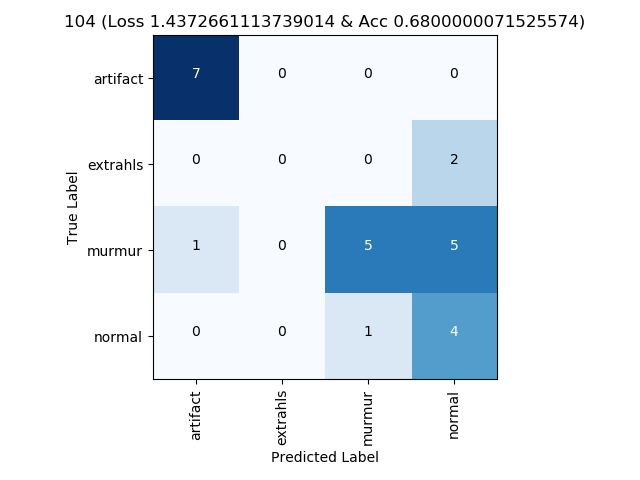 104 (Loss 1.4372661113739014 & Acc 0.6800000071525574)
True Label
artifact 7 0 0 0
extrahls 0 0 0 2
murmur 1 0 5 5
normal 0 0 1 4
artifact extrahls murmur normal
Predicted Label